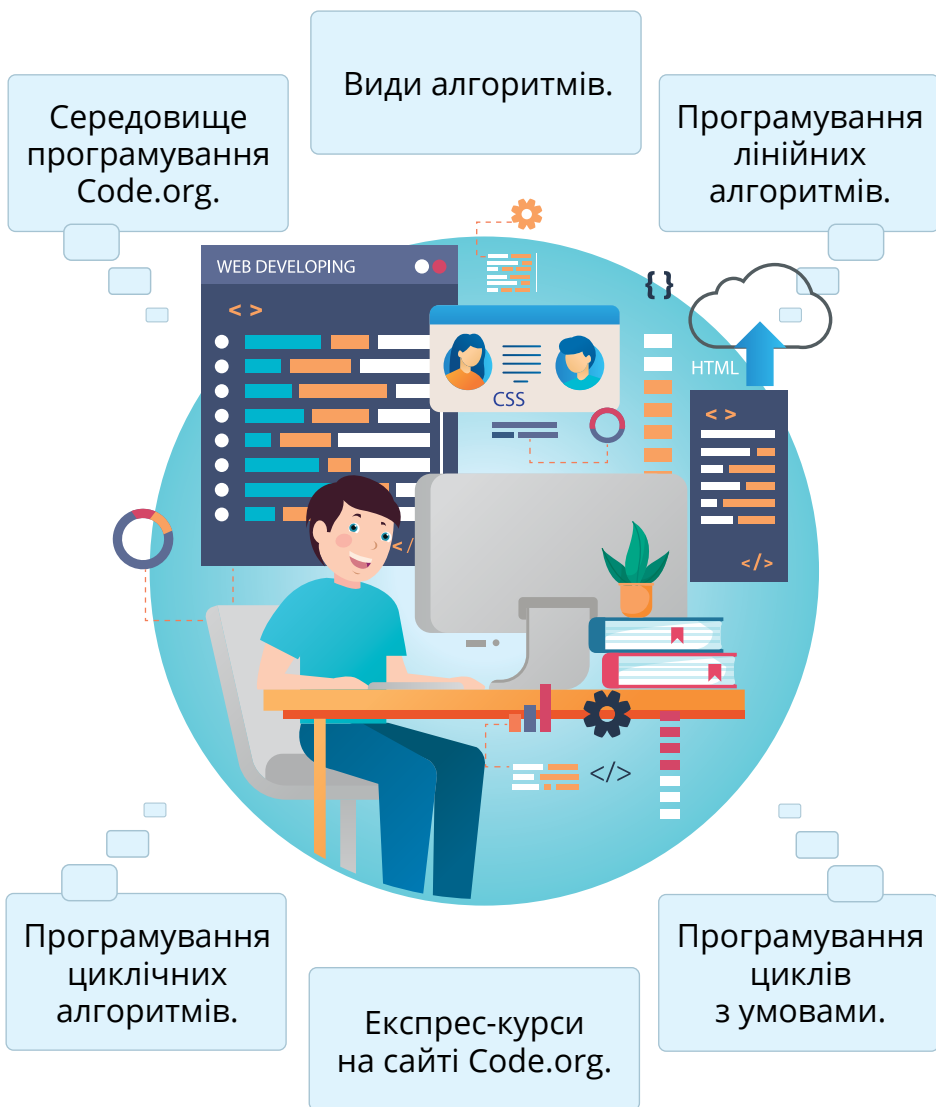 Види алгоритмів.
Середовище
програмування
Code.org.
Програмування
лінійних
алгоритмів.
WEB DEVELOPING
< >
{ }
HTML
CSS
< >
</
</>
</>
Програмування
циклічних
алгоритмів.
Експрес-курси
на сайті Code.org.
Програмування
циклів
з умовами.